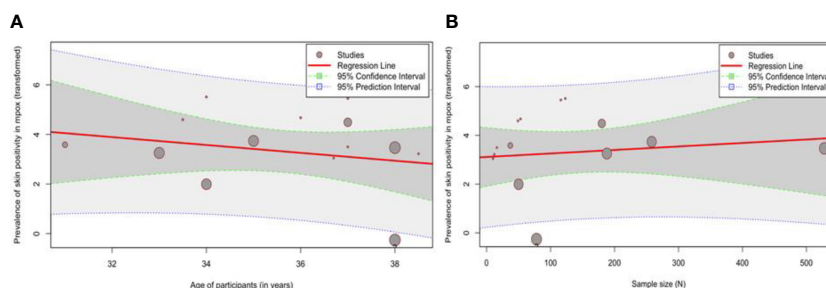 A
Prevalence of skin positivity in mpox (transformed)
6
4
2
0
32
34
36
38
Age of participants (in years)
Studies
Regression Line
95% Confidence Interval
95% Prediction Interval
B
Prevalence of skin positivity in mpox (transformed)
6
4
2
0
0
100
200
300
400
500
Sample size (N)
Studies
Regression Line
95% Confidence Interval
95% Prediction Interval